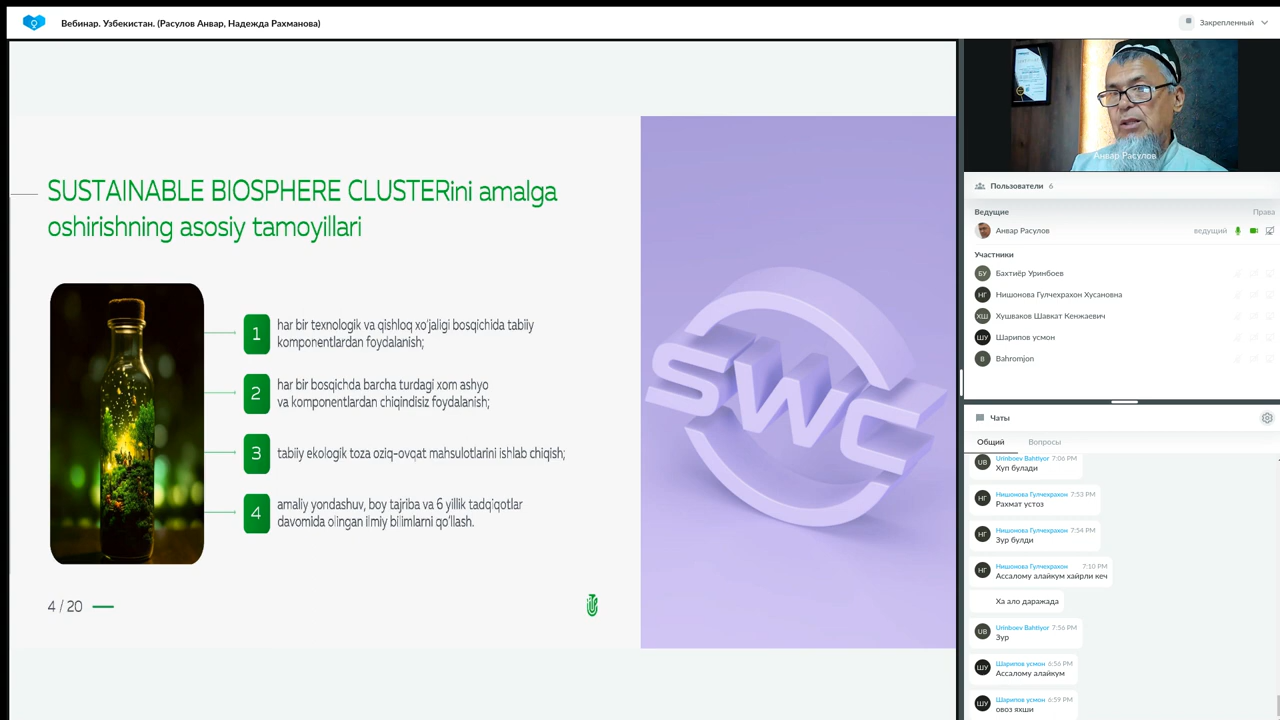 Вебинар. Узбекистан. (Расулов Анвар, Надежда Рахманова)
Закрепленный
SUSTAINABLE BIOSPHERE CLUSTERini amalga
oshirishning asosiy tamoyillari
1
har bir texnologik va qishloq xo'jaligi bosqichida tabiiy
komponentlardan foydalanish;
2
har bir bosqichda barcha turdagi xom ashyo
va komponentlardan chiqindisiz foydalanish;
3
tabiiy ekologik toza oziq-ovqat mahsulotlarini ishlab chiqish;
4
amaliy yondashuv, boy tajriba va 6 yillik tadqiqotlar
davomida olingan ilmiy bilimlarni qo'llash.
4 / 20
SWC
Анвар Расулов
Пользователи 6
Ведущие Права
Анвар Расулов ведущий
Участники
БУ Бахтиёр Уринбоев
НГ Нишонова Гулчехрахон Хусановна
ХШ Хушваков Шавкат Кенжаевич
ШУ Шарипов усмон
B Bahromjon
Чаты
Общий Вопросы
UB Urinboev Bahtiyor 7:06 PM
Хуп булади
НГ Нишонова Гулчехрахон 7:53 PM
Рахмат устоз
НГ Нишонова Гулчехрахон 7:54 PM
Зур булди
НГ Нишонова Гулчехрахон 7:10 PM
Ассалому алайкум хайрли кеч
Ха ало даражада
UB Urinboev Bahtiyor 7:56 PM
Зур
ШУ Шарипов усмон 6:56 PM
Ассалому алайкум
ШУ Шарипов усмон 6:59 PM
овоз яхши